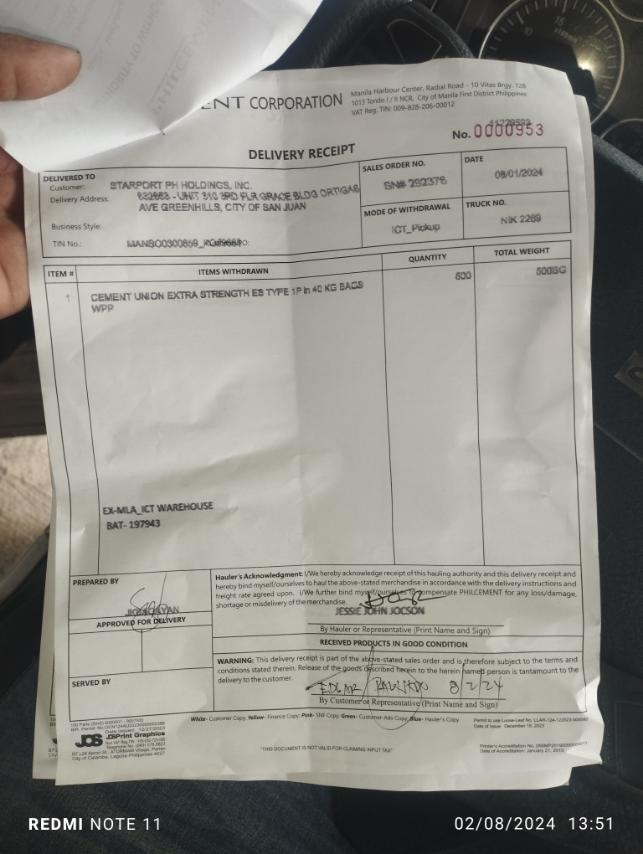 ENT CORPORATION
Manila Harbour Center, Radial Road - 10 Vitas Brgy. 128
1013 Tondo I / II NCR, City of Manila First District Philippines
VAT Reg. TIN: 009-828-206-00012
No. 0000953
DELIVERY RECEIPT
DELIVERED TO
Customer: STARPORT PH HOLDINGS, INC.
Delivery Address: UNIT 310 3RD FLR GRACE BLDG ORTIGAS
AVE GREENHILLS, CITY OF SAN JUAN
Business Style:
TIN No.:
SALES ORDER NO.
SN# 292376
DATE
08/01/2024
MODE OF WITHDRAWAL
ICT_Pickup
TRUCK NO.
NIK 2289
ITEM #
ITEMS WITHDRAWN
QUANTITY
TOTAL WEIGHT
1
CEMENT UNION EXTRA STRENGTH ES TYPE 1P in 40 KG BAGS
WPP
EX-MLA_ICT WAREHOUSE
BAT- 197943
PREPARED BY
APPROVED FOR DELIVERY
SERVED BY
Hauler's Acknowledgment: I/We hereby acknowledge receipt of this hauling authority and this delivery receipt and
hereby bind myself/ourselves to haul the above-stated merchandise in accordance with the delivery instructions and
freight rate agreed upon. I/We further bind myself/ourselves to compensate PHILCEMENT for any loss/damage,
shortage or misdelivery of the merchandise.
JESSIE JOHN JOCSON
By Hauler or Representative (Print Name and Sign)
RECEIVED PRODUCTS IN GOOD CONDITION
WARNING: This delivery receipt is part of the above-stated sales order and is therefore subject to the terms and
conditions stated therein. Release of the goods described herein to the herein named person is tantamount to the
delivery to the customer.
EDGAR 8/2/24
By Customer or Representative (Print Name and Sign)
White- Customer Copy, Yellow- Finance Copy, Pink- SNF Copy, Green- Customer-Adv Copy, Blue- Hauler's Copy
JOS
JOSPrint Graphics
"THIS DOCUMENT IS NOT VALID FOR CLAIMING INPUT TAX"
REDMI NOTE 11
02/08/2024 13:51